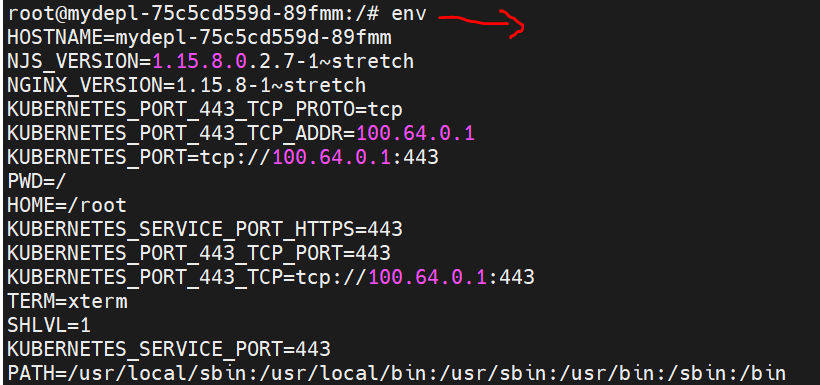 root@mydepl-75c5cd559d-89fmm:/# env
HOSTNAME=mydepl-75c5cd559d-89fmm
NJS_VERSION=1.15.8.0.2.7-1~stretch
NGINX_VERSION=1.15.8-1~stretch
KUBERNETES_PORT_443_TCP_PROTO=tcp
KUBERNETES_PORT_443_TCP_ADDR=100.64.0.1
KUBERNETES_PORT=tcp://100.64.0.1:443
PWD=/
HOME=/root
KUBERNETES_SERVICE_PORT_HTTPS=443
KUBERNETES_PORT_443_TCP_PORT=443
KUBERNETES_PORT_443_TCP=tcp://100.64.0.1:443
TERM=xterm
SHLVL=1
KUBERNETES_SERVICE_PORT=443
PATH=/usr/local/sbin:/usr/local/bin:/usr/sbin:/usr/bin:/sbin:/bin